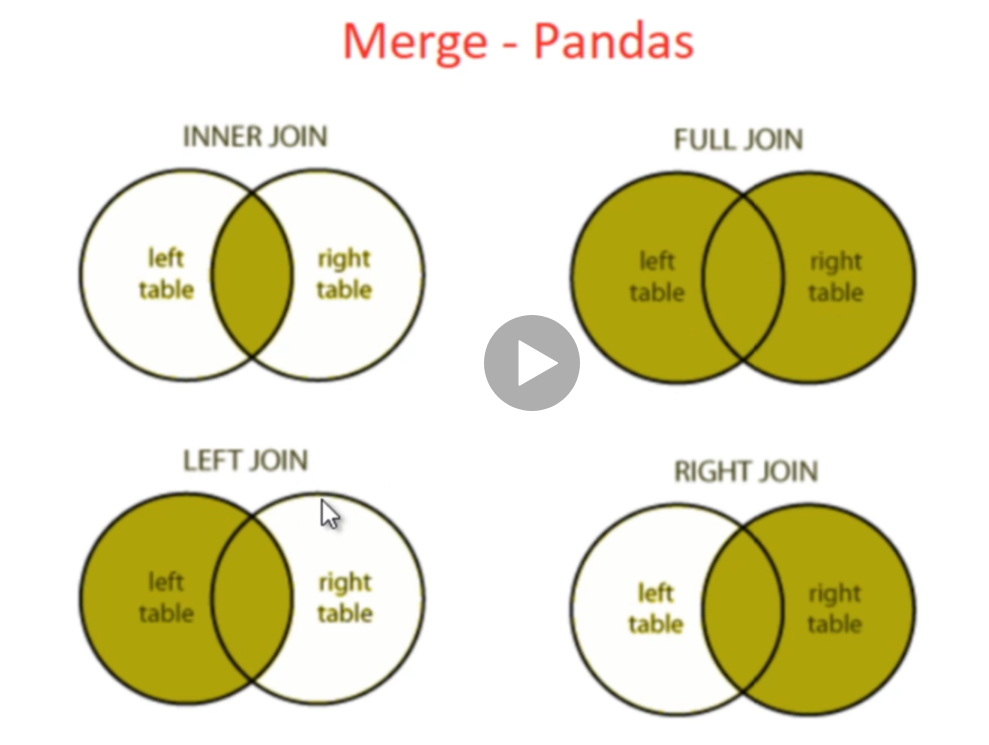 Merge - Pandas
INNER JOIN
left
table
right
table
FULL JOIN
left
table
right
table
LEFT JOIN
left
table
right
table
RIGHT JOIN
left
table
right
table